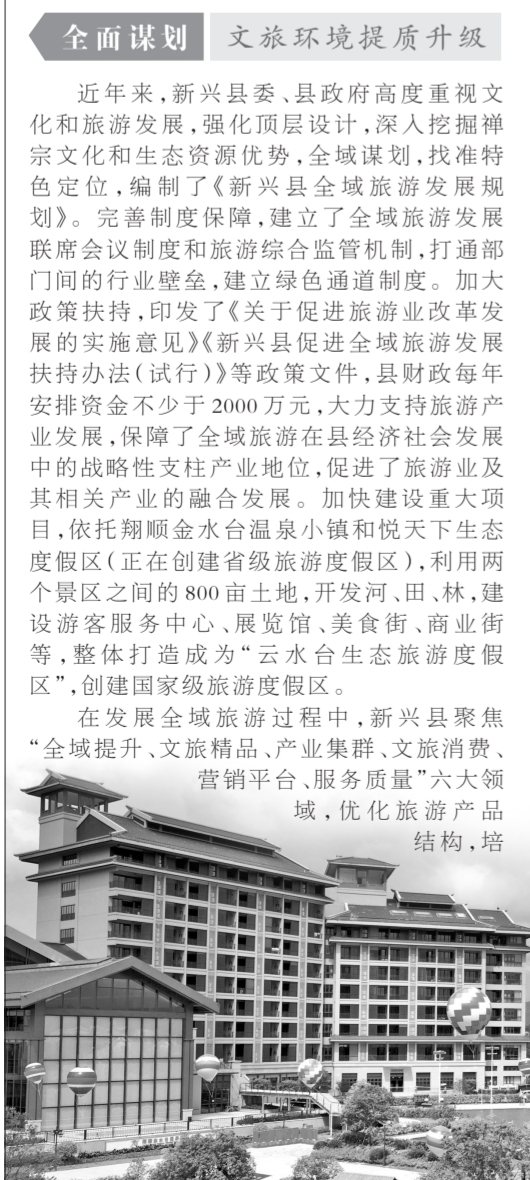 全面谋划 文旅环境提质升级
近年来,新兴县委、县政府高度重视文
化和旅游发展,强化顶层设计,深入挖掘禅
宗文化和生态资源优势,全域谋划,找准特
色定位,编制了《新兴县全域旅游发展规
划》。完善制度保障,建立了全域旅游发展
联席会议制度和旅游综合监管机制,打通部
门间的行业壁垒,建立绿色通道制度。加大
政策扶持,印发了《关于促进旅游业改革发
展的实施意见》《新兴县促进全域旅游发展
扶持办法(试行)》等政策文件,县财政每年
安排资金不少于2000万元,大力支持旅游产
业发展,保障了全域旅游在县经济社会发展
中的战略性支柱产业地位,促进了旅游业及
其相关产业的融合发展。加快建设重大项
目,依托翔顺金水台温泉小镇和悦天下生态
度假区(正在创建省级旅游度假区),利用两
个景区之间的800亩土地,开发河、田、林,建
设游客服务中心、展览馆、美食街、商业街
等,整体打造成为“云水台生态旅游度假
区”,创建国家级旅游度假区。
在发展全域旅游过程中,新兴县聚焦
“全域提升、文旅精品、产业集群、文旅消费、
营销平台、服务质量”六大领
域,优化旅游产品
结构,培